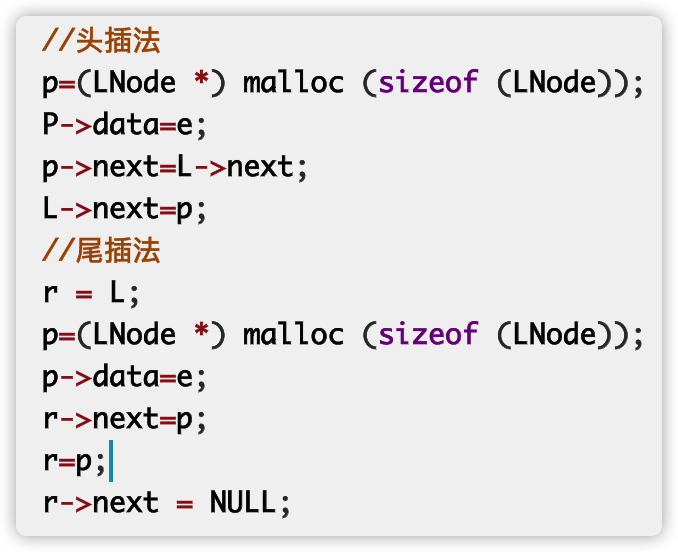 //头插法
p=(LNode *) malloc (sizeof (LNode));
P->data=e;
p->next=L->next;
L->next=p;
//尾插法
r = L;
p=(LNode *) malloc (sizeof (LNode));
p->data=e;
r->next=p;
r=p;
r->next = NULL;